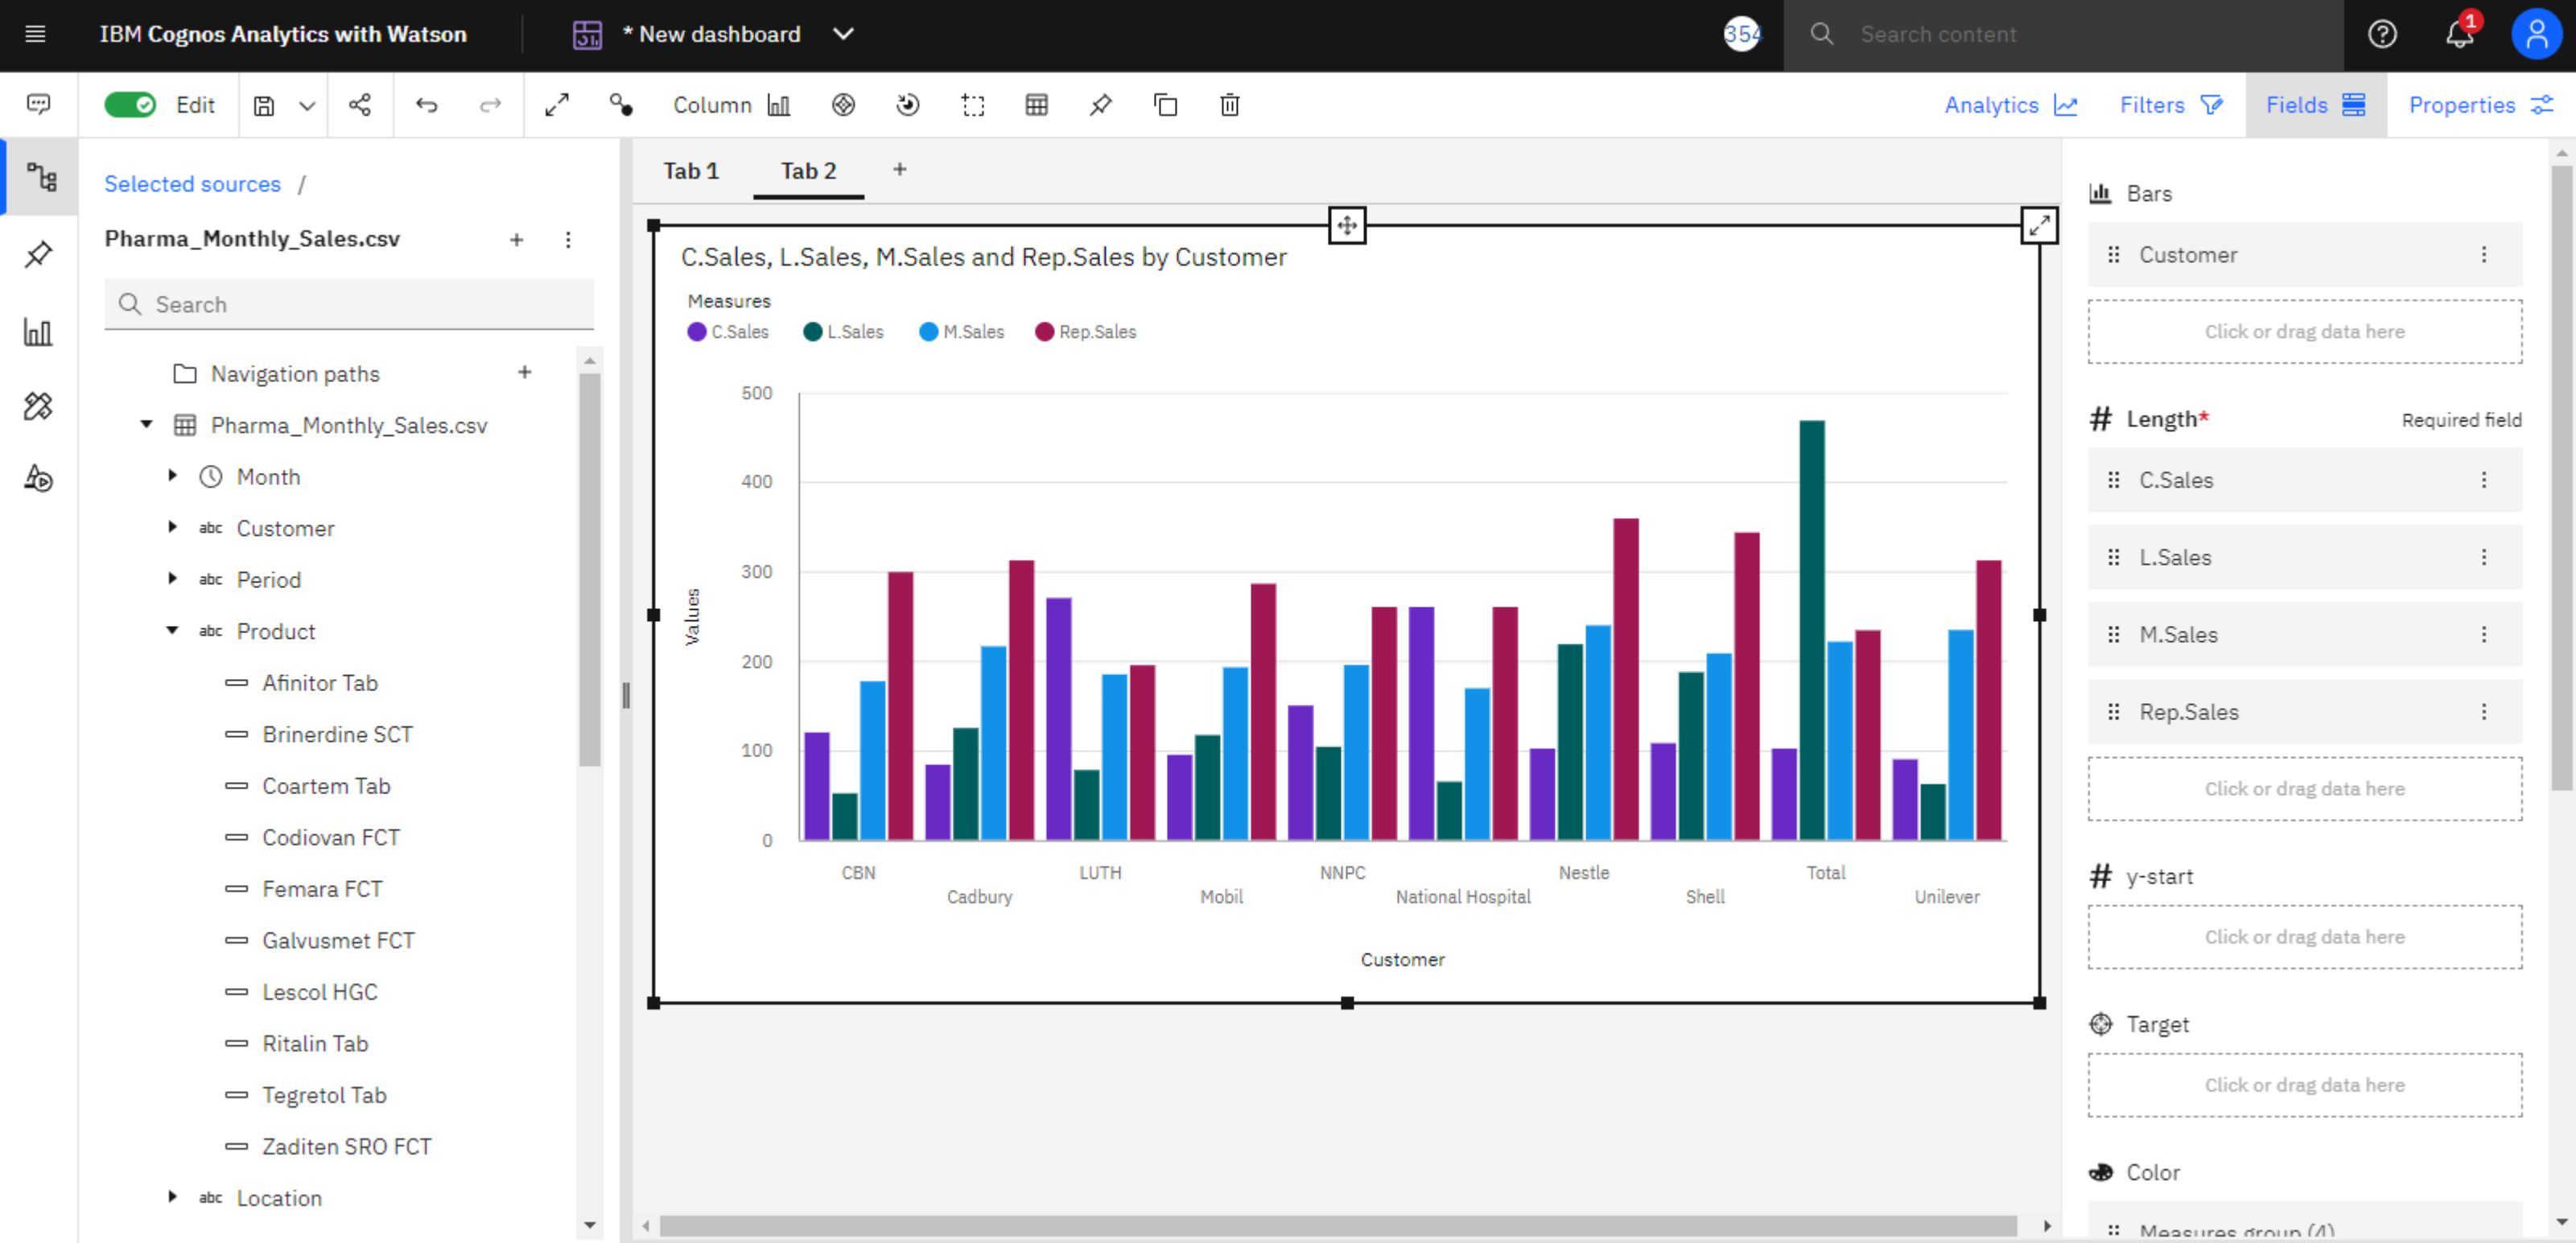 IBM Cognos Analytics with Watson
* New dashboard
354
Search content
1
Edit
Column
Analytics
Filters
Fields
Properties
Selected sources /
Pharma_Monthly_Sales.csv
Search
Navigation paths
Pharma_Monthly_Sales.csv
Month
abc Customer
abc Period
abc Product
Afinitor Tab
Brinerdine SCT
Coartem Tab
Codiovan FCT
Femara FCT
Galvusmet FCT
Lescol HGC
Ritalin Tab
Tegretol Tab
Zaditen SRO FCT
abc Location
Tab 1
Tab 2
C.Sales, L.Sales, M.Sales and Rep.Sales by Customer
Measures
C.Sales L.Sales M.Sales Rep.Sales
500
400
300
200
100
0
Values
CBN
Cadbury
LUTH
Mobil
NNPC
National Hospital
Nestle
Shell
Total
Unilever
Customer
Bars
Customer
Click or drag data here
# Length* Required field
C.Sales
L.Sales
M.Sales
Rep.Sales
Click or drag data here
# y-start
Click or drag data here
Target
Click or drag data here
Color
Measures group (4)